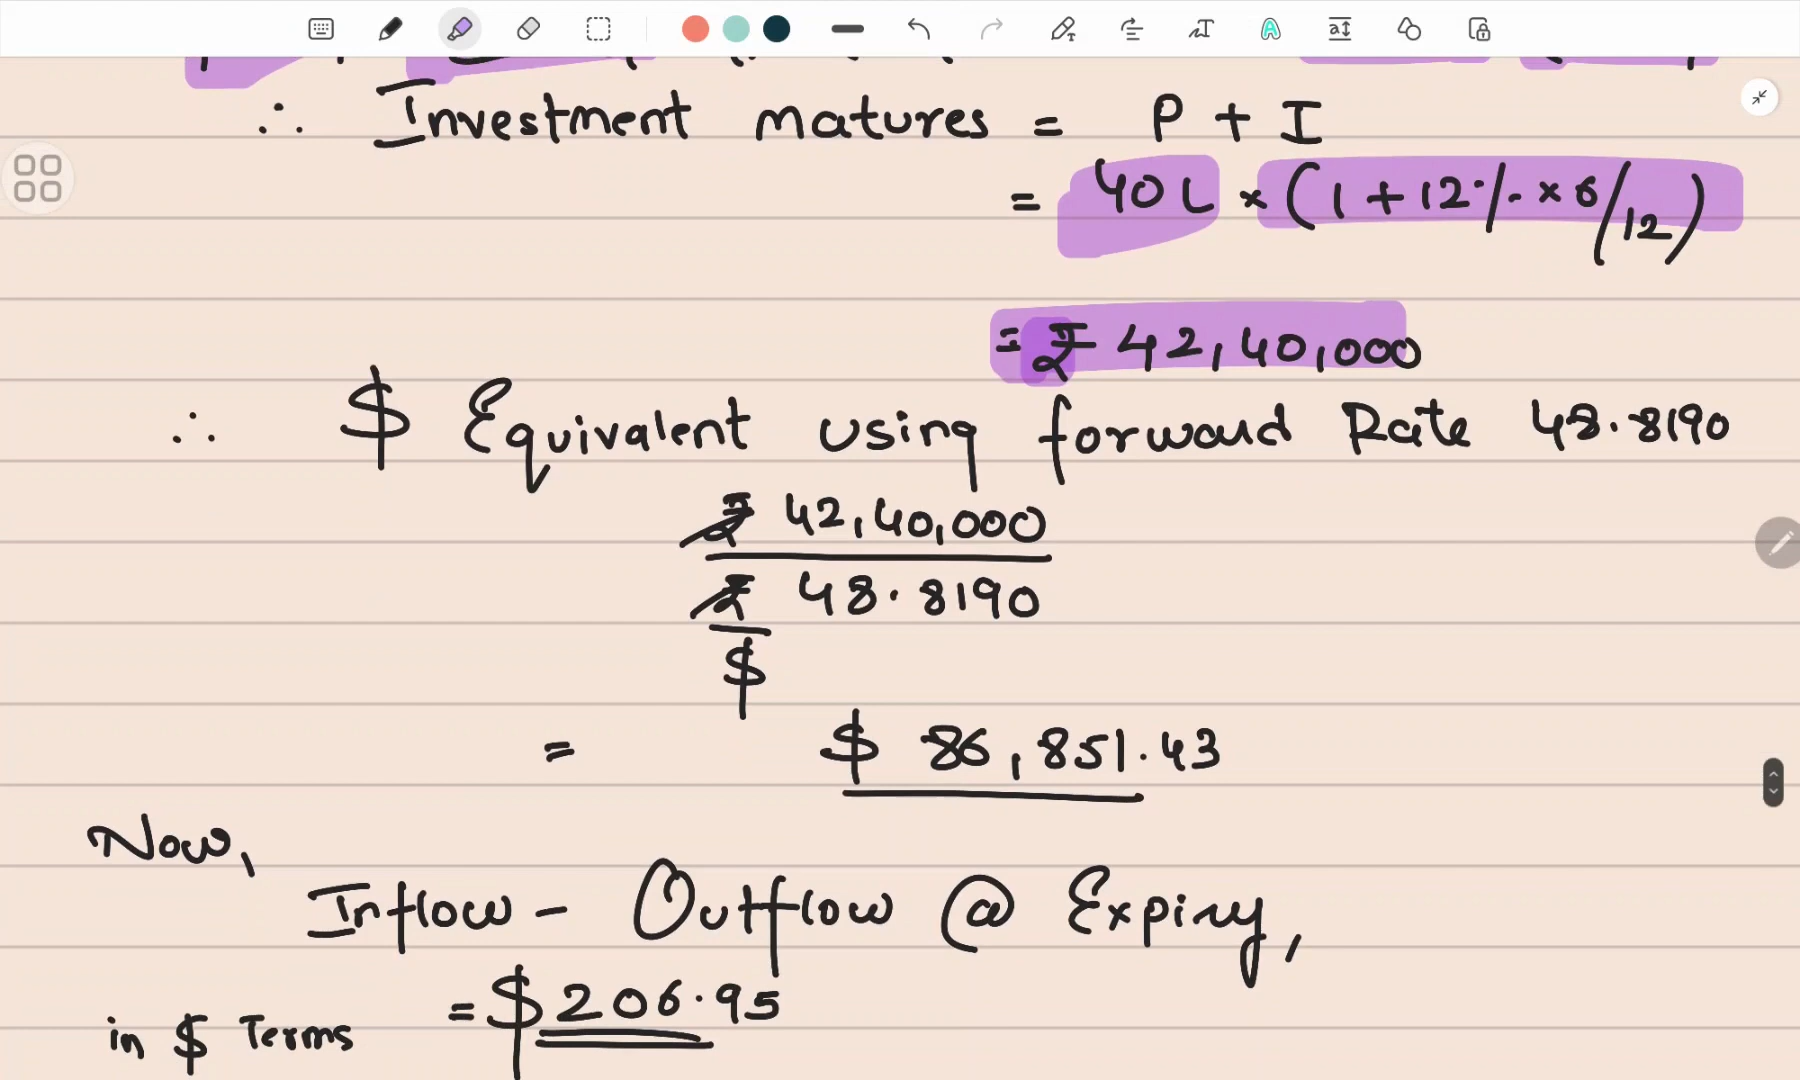 ∴ Investment matures = P + I
= 40 L × (1 + 12% × 6/12)
= ₹ 42,40,000
∴ $ Equivalent using forward Rate 48.8190
₹ 42,40,000
₹ 48.8190
$
= $ 86,851.43
Now,
Inflow - Outflow @ Expiry,
in $ Terms = $ 206.95